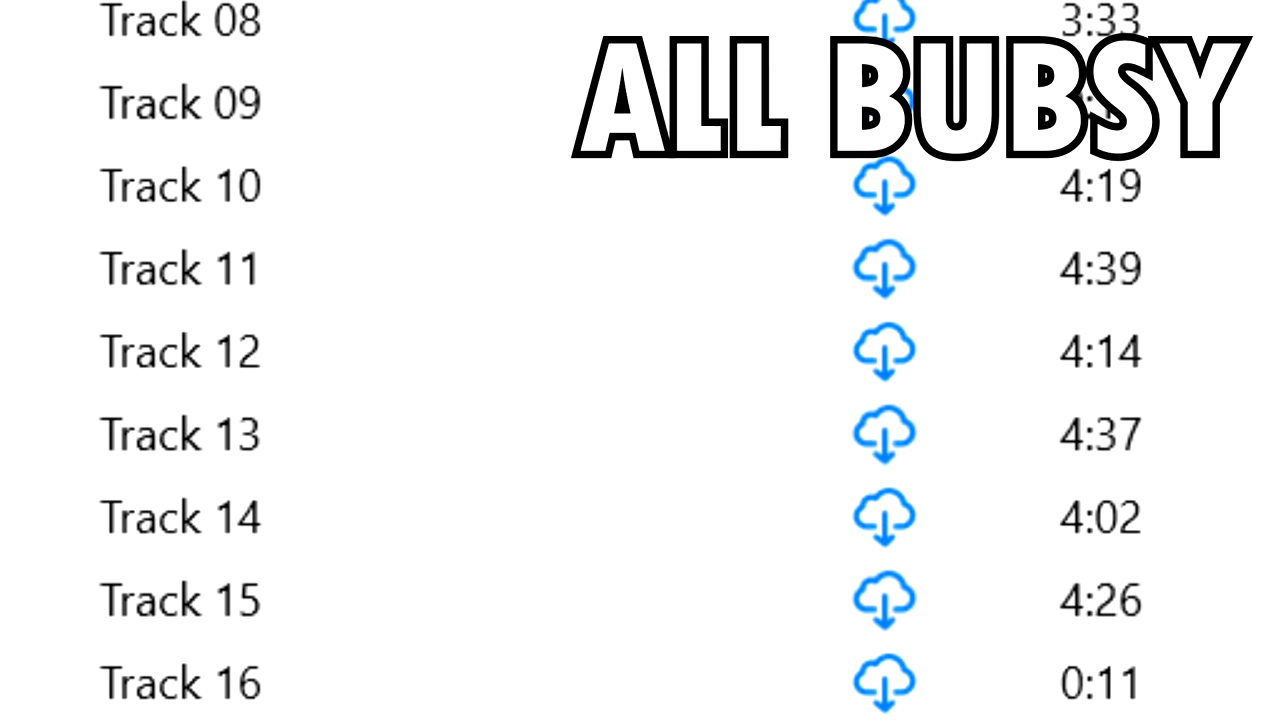 Track 08 3:33
ALL BUBSY
Track 09
Track 10 4:19
Track 11 4:39
Track 12 4:14
Track 13 4:37
Track 14 4:02
Track 15 4:26
Track 16 0:11